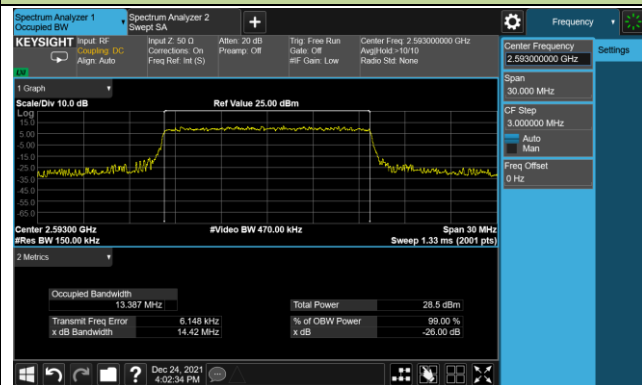 Spectrum Analyzer 1
Occupied BW
Spectrum Analyzer 2
Swept SA
Frequency
KEYSIGHT
Input: RF
Coupling: DC
Align: Auto
Input Z: 50 Ω
Corrections: On
Freq Ref: Int (S)
Atten: 20 dB
Preamp: Off
Trig: Free Run
Gate: Off
#IF Gain: Low
Center Freq: 2.593000000 GHz
Avg|Hold:>10/10
Radio Std: None
Center Frequency
2.593000000 GHz
Settings
Span
30.000 MHz
CF Step
3.000000 MHz
Auto
Man
Freq Offset
0 Hz
1 Graph
Scale/Div 10.0 dB
Ref Value 25.00 dBm
Log
15.0
5.00
-5.00
-15.0
-25.0
-35.0
-45.0
-55.0
-65.0
Center 2.59300 GHz
#Video BW 470.00 kHz
Span 30 MHz
#Res BW 150.00 kHz
Sweep 1.33 ms (2001 pts)
2 Metrics
Occupied Bandwidth
13.387 MHz
Total Power 28.5 dBm
Transmit Freq Error 6.148 kHz
% of OBW Power 99.00 %
x dB Bandwidth 14.42 MHz
x dB -26.00 dB
Dec 24, 2021
4:02:34 PM